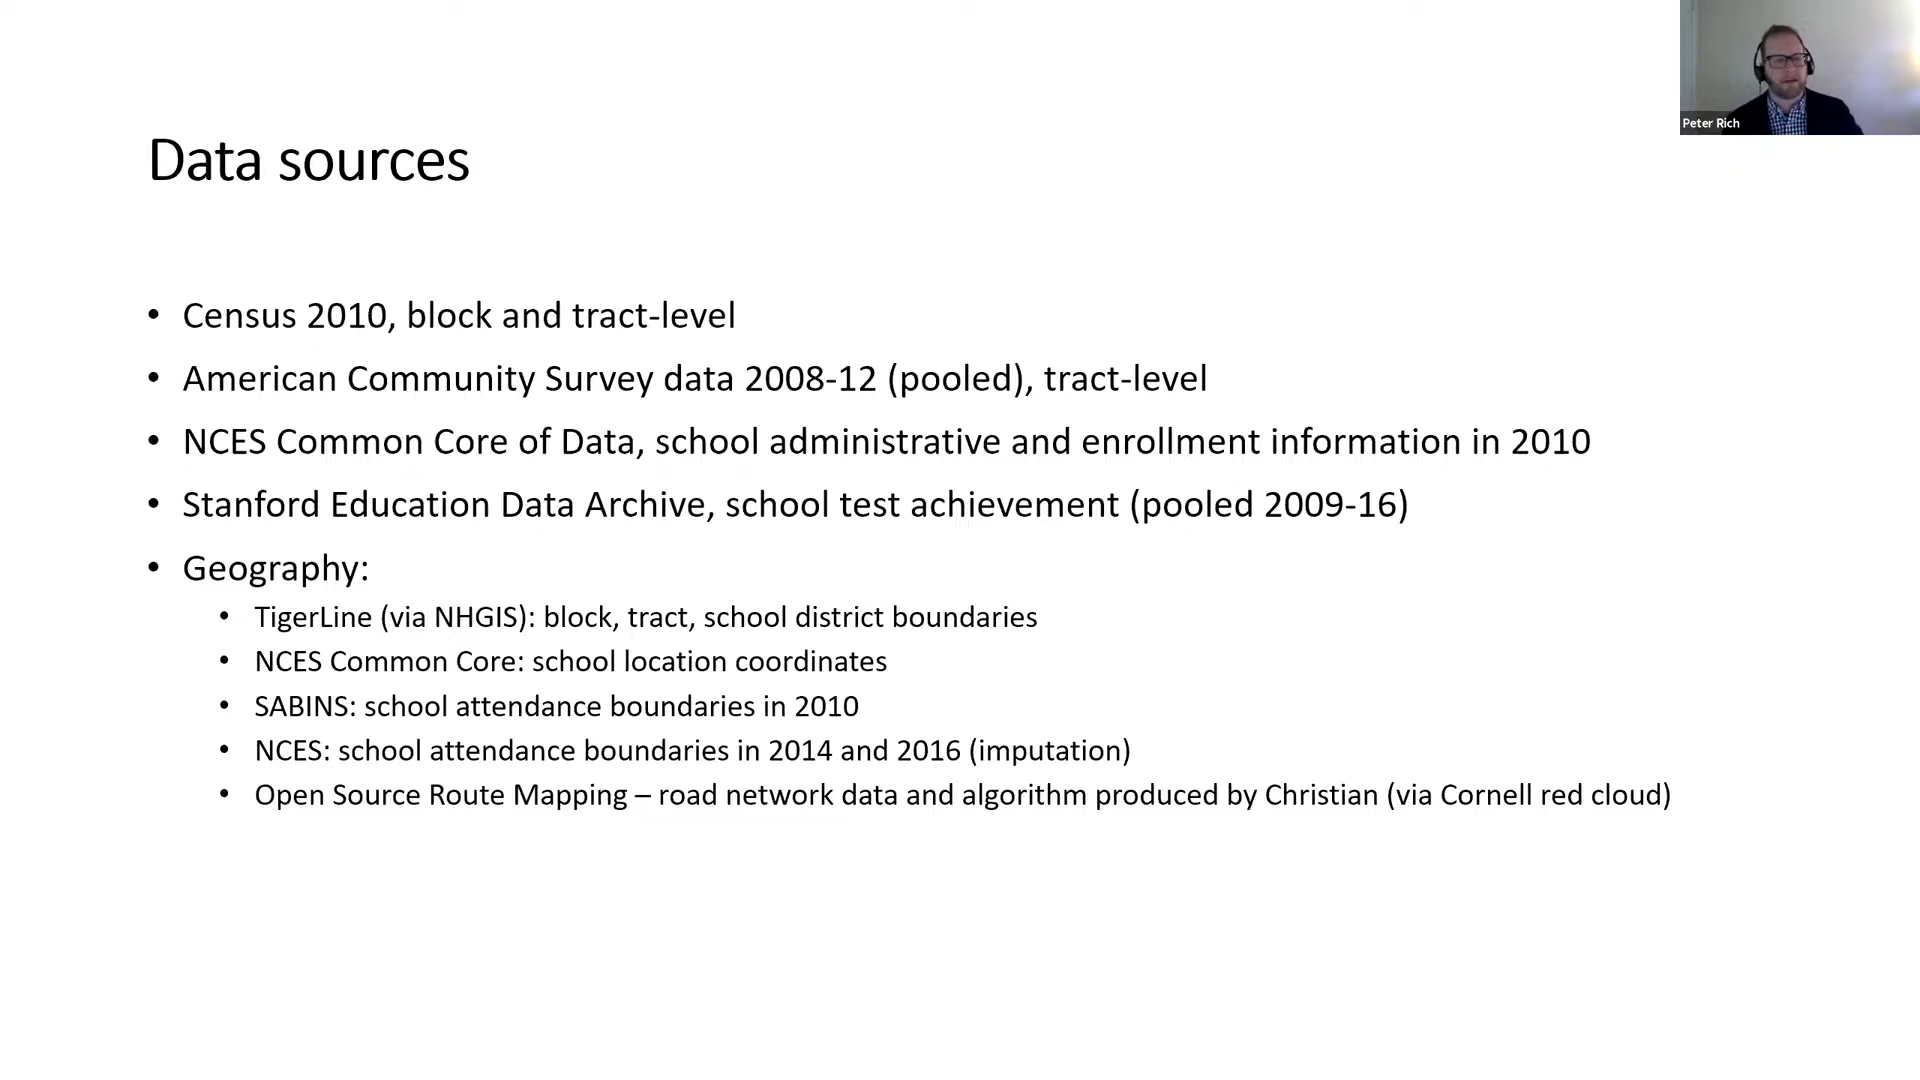 Peter Rich
Data sources
• Census 2010, block and tract-level
• American Community Survey data 2008-12 (pooled), tract-level
• NCES Common Core of Data, school administrative and enrollment information in 2010
• Stanford Education Data Archive, school test achievement (pooled 2009-16)
• Geography:
• TigerLine (via NHGIS): block, tract, school district boundaries
• NCES Common Core: school location coordinates
• SABINS: school attendance boundaries in 2010
• NCES: school attendance boundaries in 2014 and 2016 (imputation)
• Open Source Route Mapping – road network data and algorithm produced by Christian (via Cornell red cloud)